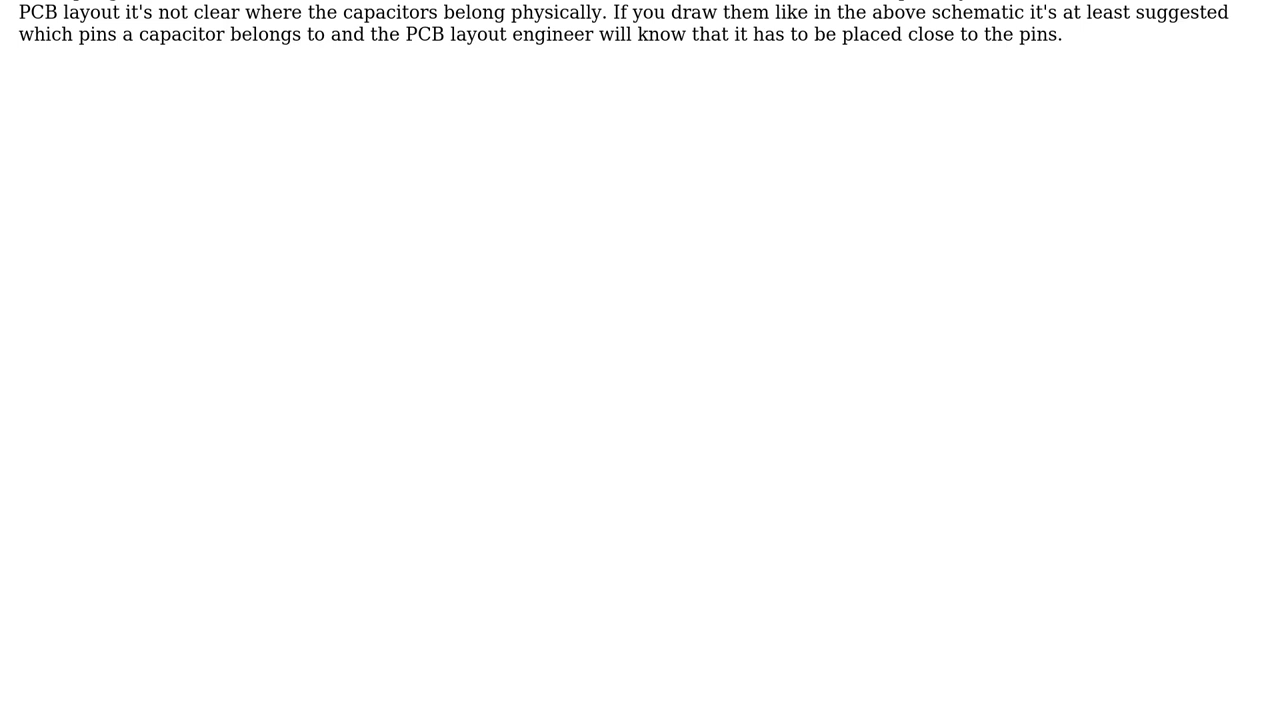 PCB layout it's not clear where the capacitors belong physically. If you draw them like in the above schematic it's at least suggested
which pins a capacitor belongs to and the PCB layout engineer will know that it has to be placed close to the pins.